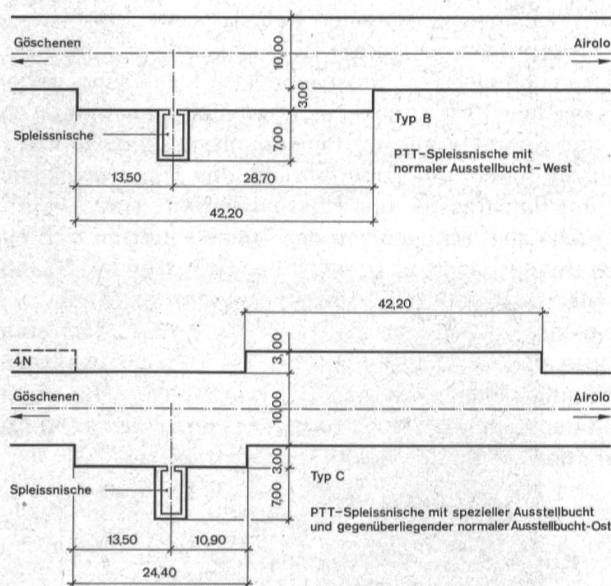 Göschenen
Airolo
10,00
3,00
7,00
Typ B
Spleissnische
PTT-Spleissnische mit
normaler Ausstellbucht-West
13,50
28,70
42,20
42,20
3,00
4N
Göschenen
Airolo
10,00
3,00
7,00
Typ C
Spleissnische
PTT-Spleissnische mit spezieller Ausstellbucht
und gegenüberliegender normaler Ausstellbucht-Ost
13,50
10,90
24,40